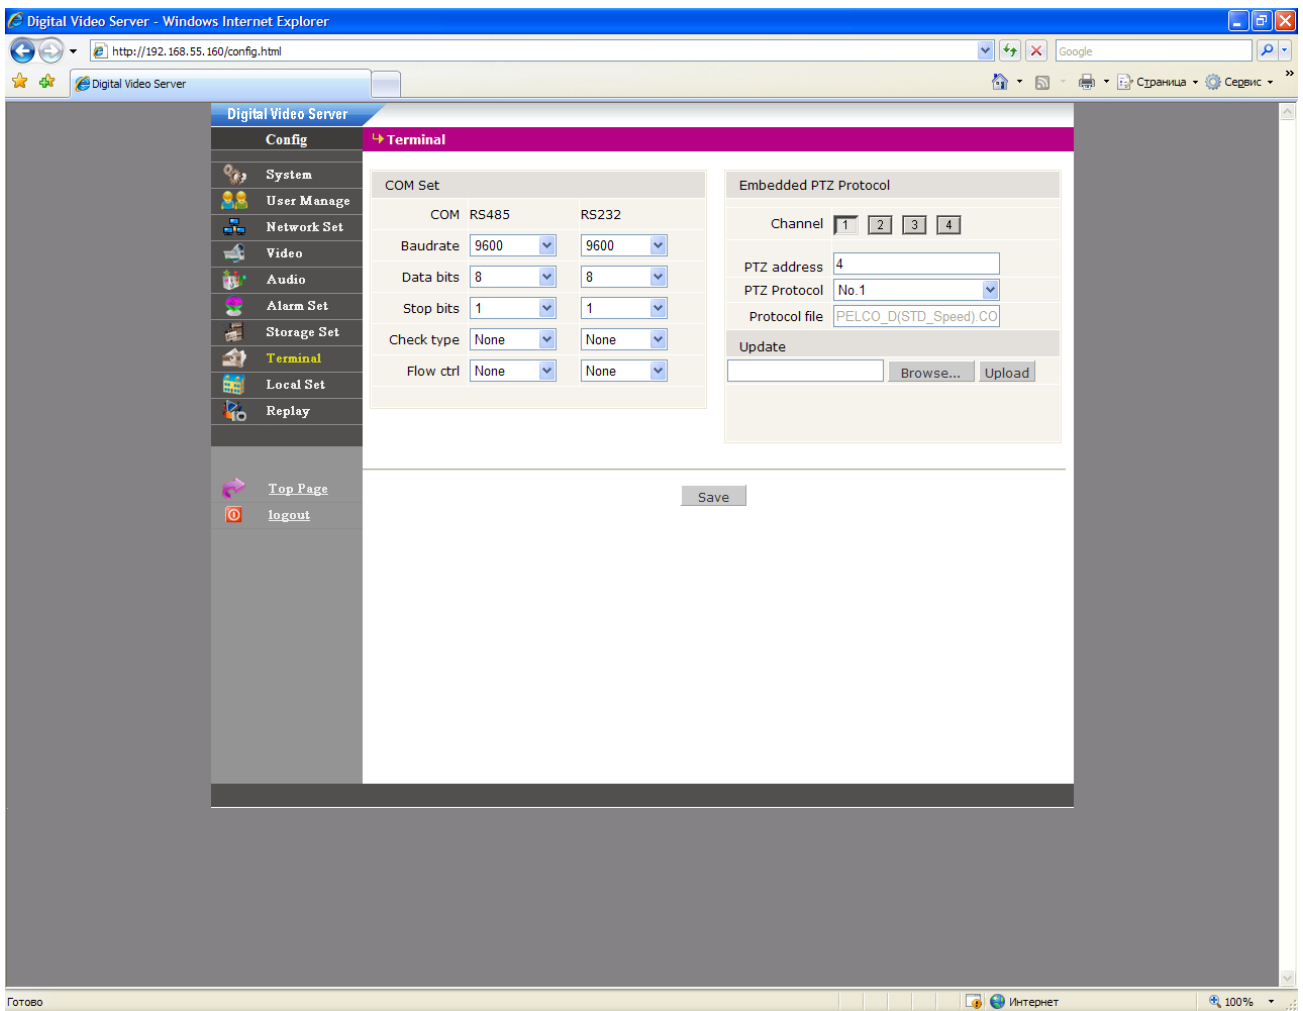 Digital Video Server - Windows Internet Explorer
http://192.168.55.160/config.html
Google
Digital Video Server
Страница
Сервис
Digital Video Server
Config
Terminal
System
User Manage
Network Set
Video
Audio
Alarm Set
Storage Set
Terminal
Local Set
Replay
Top Page
logout
COM Set
COM RS485 RS232
Baudrate 9600 9600
Data bits 8 8
Stop bits 1 1
Check type None None
Flow ctrl None None
Embedded PTZ Protocol
Channel 1 2 3 4
PTZ address 4
PTZ Protocol No.1
Protocol file PELCO_D(STD_Speed).CO
Update
Browse... Upload
Save
Готово
Интернет
100%